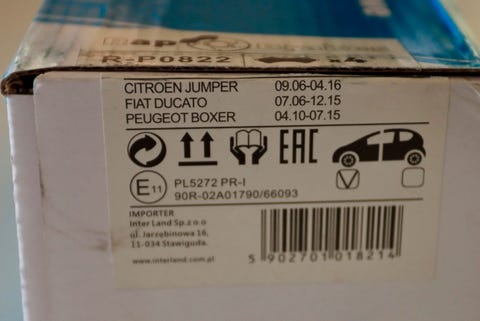 R-P0822 x4
CITROEN JUMPER 09.06-04.16
FIAT DUCATO 07.06-12.15
PEUGEOT BOXER 04.10-07.15
EAC
E11 PL5272 PR-I
90R-02A01790/66093
IMPORTER
Inter Land Sp.z o o
ul. Jarzębinowa 16,
11-034 Stawiguda.
www.interland.com.pl
5 902701 018214